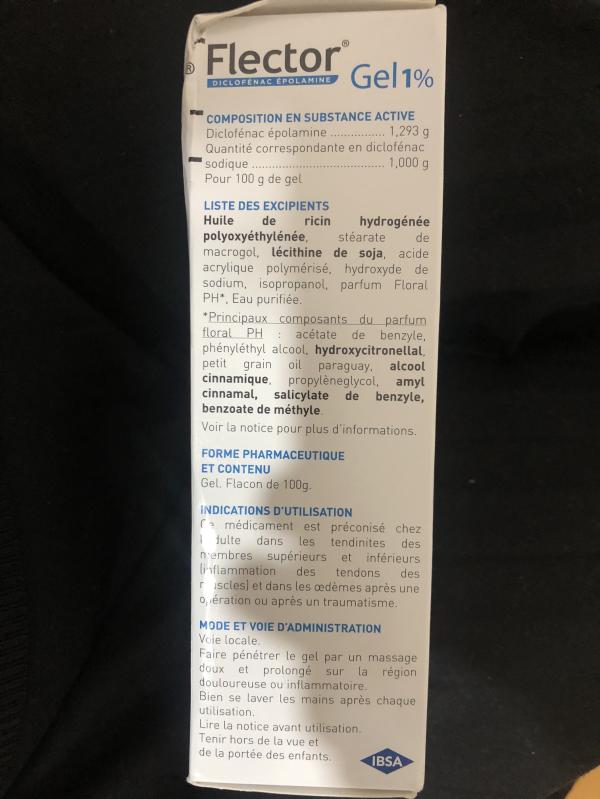 Flector®
DICLOFÉNAC ÉPOLAMINE
Gel 1%
®
COMPOSITION EN SUBSTANCE ACTIVE
Diclofénac épolamine ................ 1,293 g
Quantité correspondante en diclofénac
sodique ...................................... 1,000 g
Pour 100 g de gel
LISTE DES EXCIPIENTS
Huile de ricin hydrogénée
polyoxyéthylénée, stéarate de
macrogol, lécithine de soja, acide
acrylique polymérisé, hydroxyde de
sodium, isopropanol, parfum Floral
PH*, Eau purifiée.
*Principaux composants du parfum
floral PH : acétate de benzyle,
phényléthyl alcool, hydroxycitronellal,
petit grain oil paraguay, alcool
cinnamique, propylèneglycol, amyl
cinnamal, salicylate de benzyle,
benzoate de méthyle.
Voir la notice pour plus d'informations.
FORME PHARMACEUTIQUE
ET CONTENU
Gel. Flacon de 100g.
INDICATIONS D'UTILISATION
Ce médicament est préconisé chez
l'adulte dans les tendinites des
membres supérieurs et inférieurs
(inflammation des tendons des
muscles) et dans les œdèmes après une
opération ou après un traumatisme.
MODE ET VOIE D'ADMINISTRATION
Voie locale.
Faire pénétrer le gel par un massage
doux et prolongé sur la région
douloureuse ou inflammatoire.
Bien se laver les mains après chaque
utilisation.
Lire la notice avant utilisation.
Tenir hors de la vue et
de la portée des enfants.
IBSA